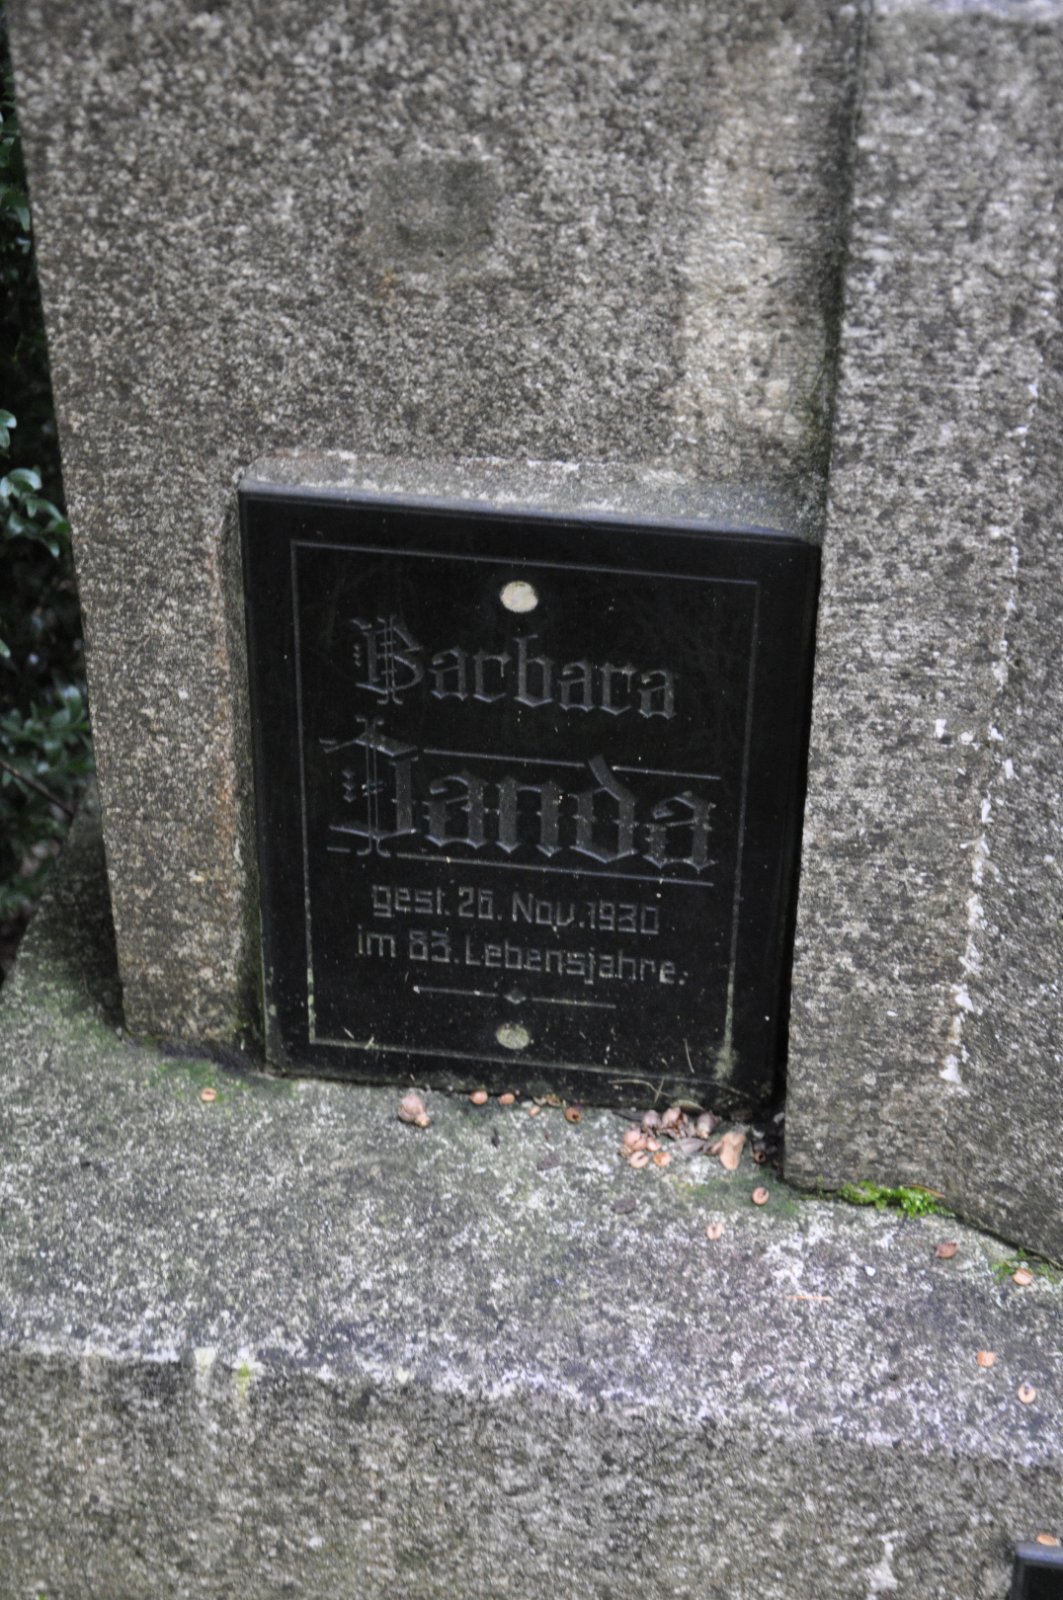 Barbara
Janda
gest. 26. Nov. 1930
im 83. Lebensjahre.